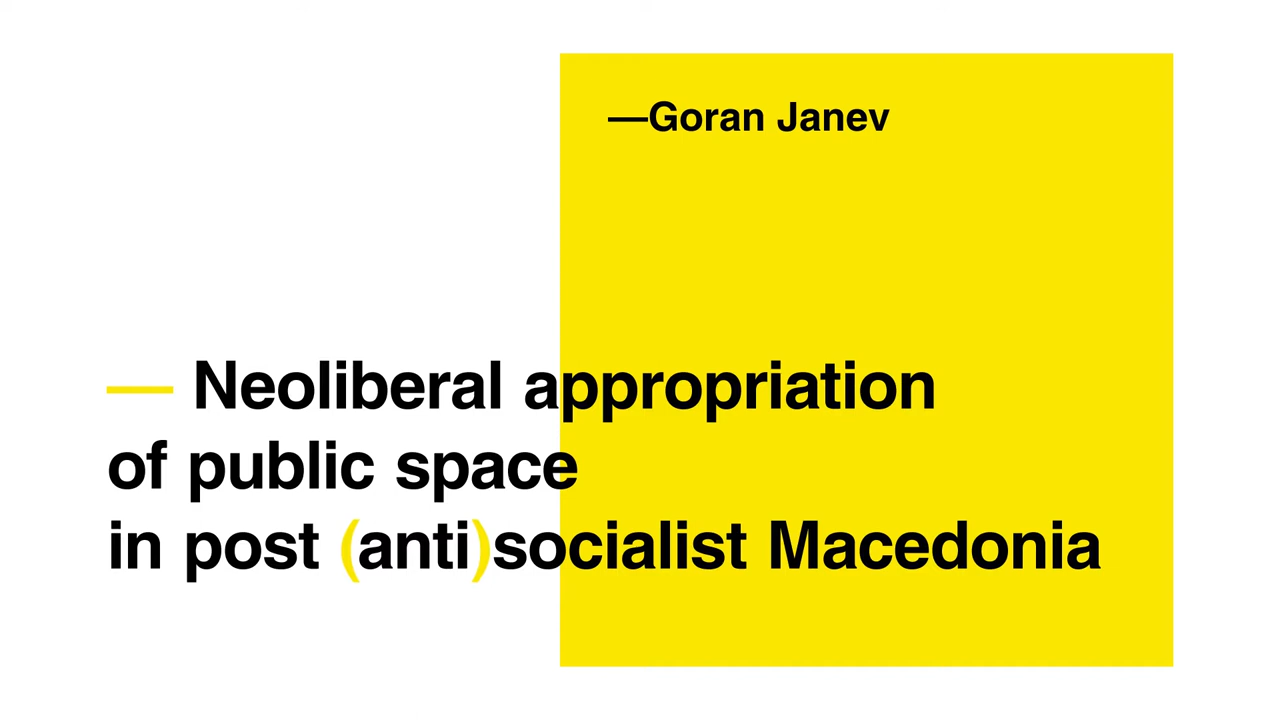 —Goran Janev
— Neoliberal appropriation
of public space
in post (anti)socialist Macedonia